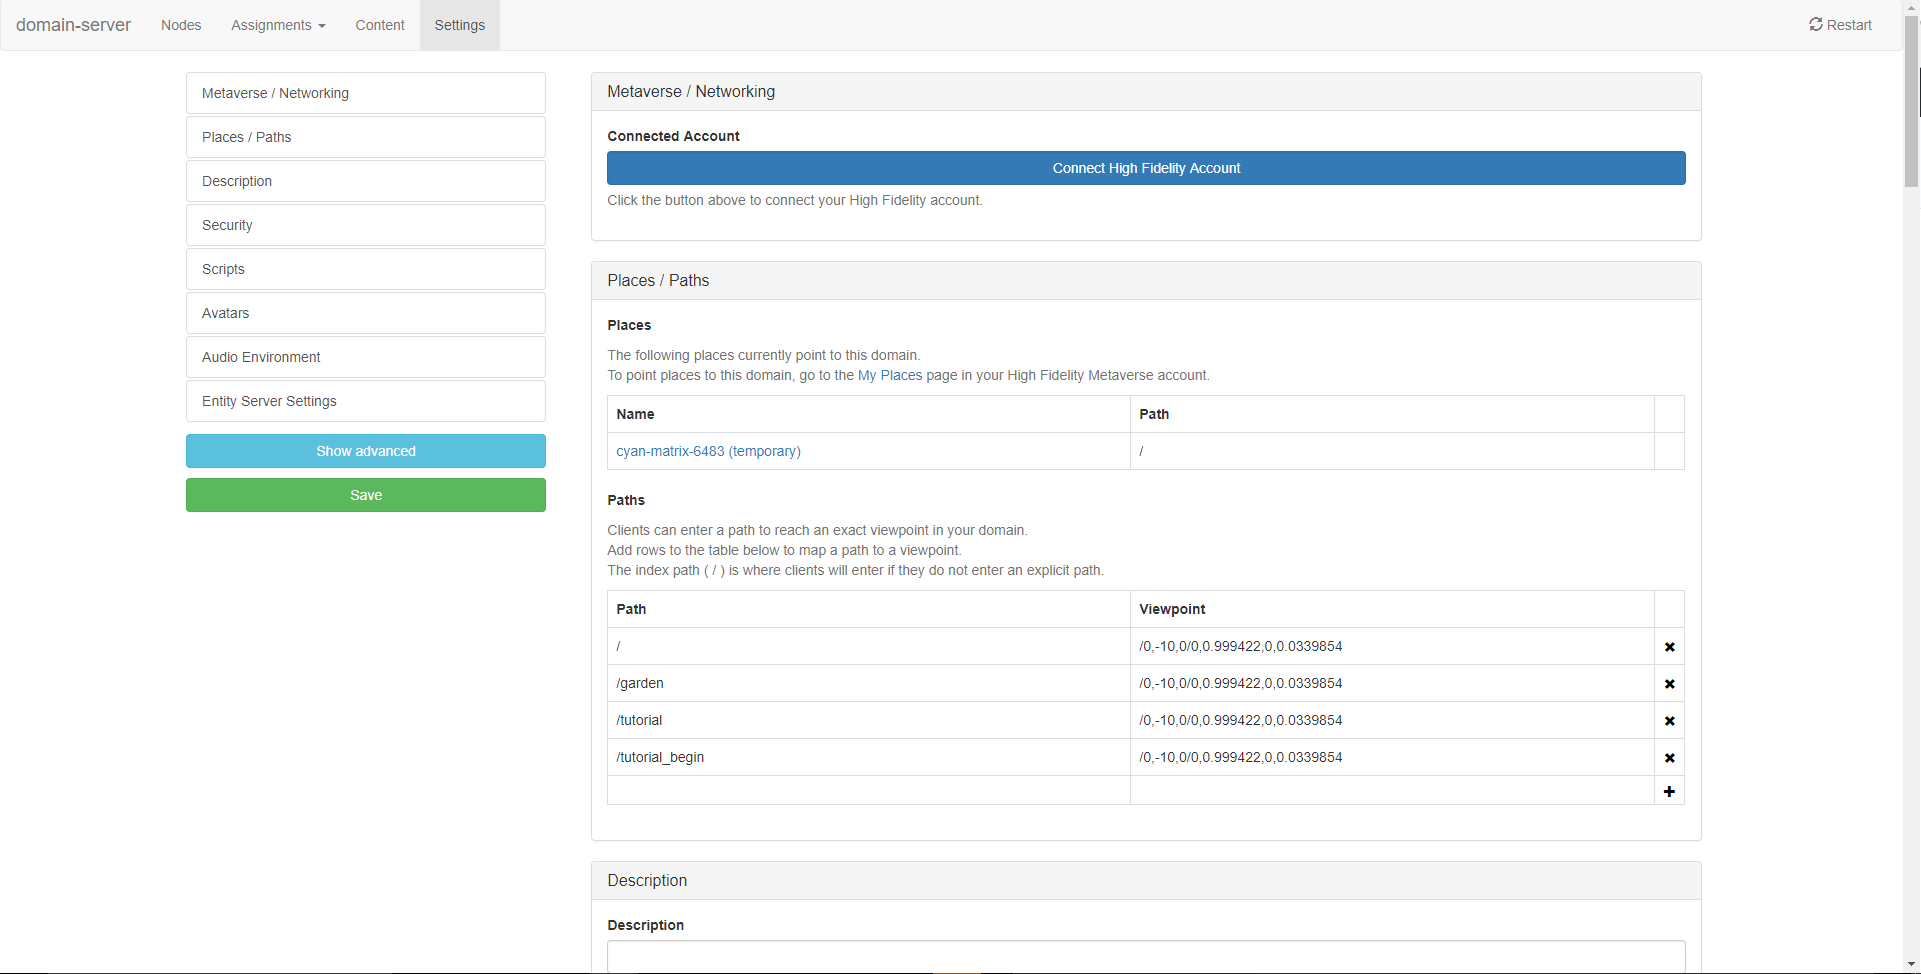 domain-server Nodes Assignments Content Settings Restart
Metaverse / Networking
Places / Paths
Description
Security
Scripts
Avatars
Audio Environment
Entity Server Settings
Show advanced
Save
Metaverse / Networking
Connected Account
Connect High Fidelity Account
Click the button above to connect your High Fidelity account.
Places / Paths
Places
The following places currently point to this domain.
To point places to this domain, go to the My Places page in your High Fidelity Metaverse account.
Name Path
cyan-matrix-6483 (temporary) /
Paths
Clients can enter a path to reach an exact viewpoint in your domain.
Add rows to the table below to map a path to a viewpoint.
The index path ( / ) is where clients will enter if they do not enter an explicit path.
Path Viewpoint
/ /0,-10,0/0,0.999422,0,0.0339854
/garden /0,-10,0/0,0.999422,0,0.0339854
/tutorial /0,-10,0/0,0.999422,0,0.0339854
/tutorial_begin /0,-10,0/0,0.999422,0,0.0339854
Description
Description